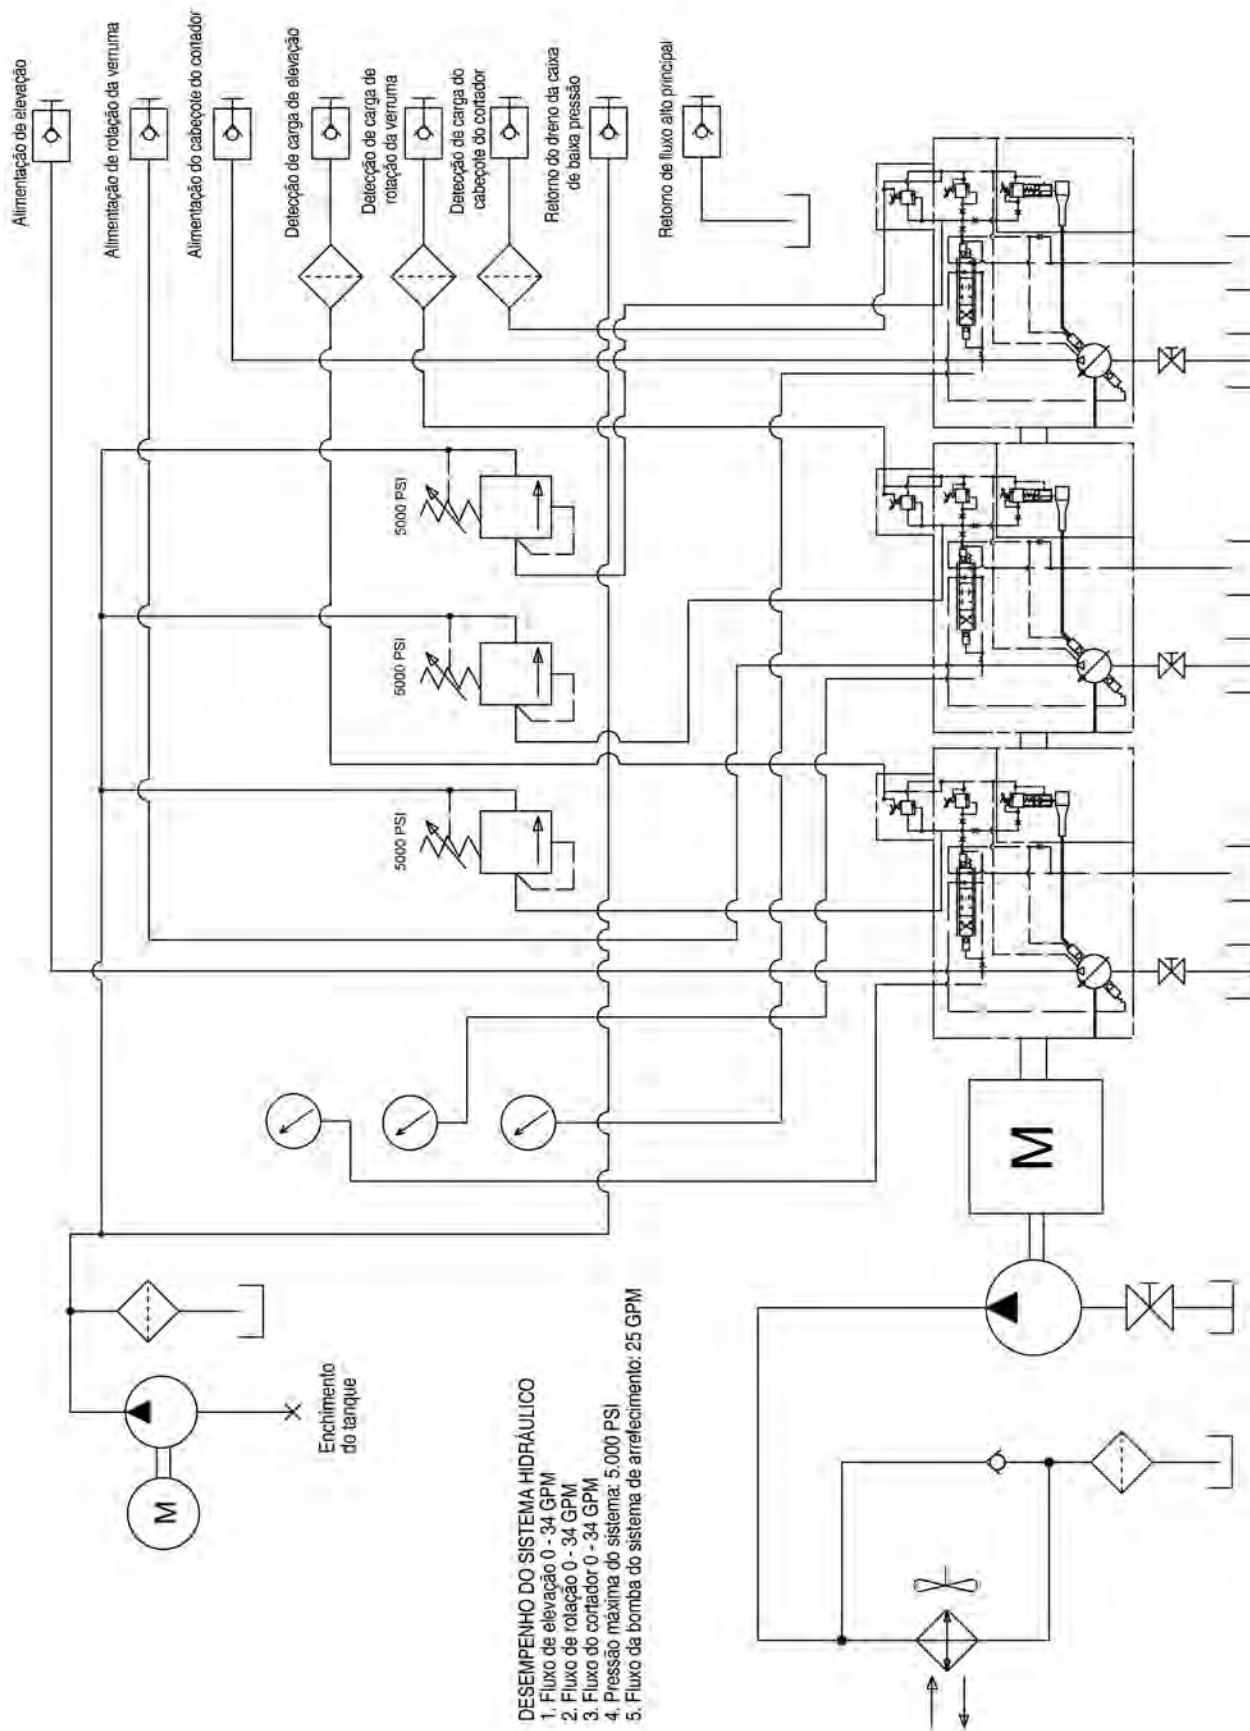 Alimentação de elevação
Alimentação de rotação da verruma
Alimentação do cabeçote do cortador
Detecção de carga de elevação
Detecção de carga de
rotação da verruma
Detecção de carga do
cabeçote do cortador
Retorno do dreno da caixa
de baixa pressão
Retorno de fluxo alto principal
5000 PSI
5000 PSI
5000 PSI
M
Enchimento
do tanque
M
DESEMPENHO DO SISTEMA HIDRÁULICO
1. Fluxo de elevação 0 - 34 GPM
2. Fluxo de rotação 0 - 34 GPM
3. Fluxo do cortador 0 - 34 GPM
4. Pressão máxima do sistema: 5.000 PSI
5. Fluxo da bomba do sistema de arrefecimento: 25 GPM